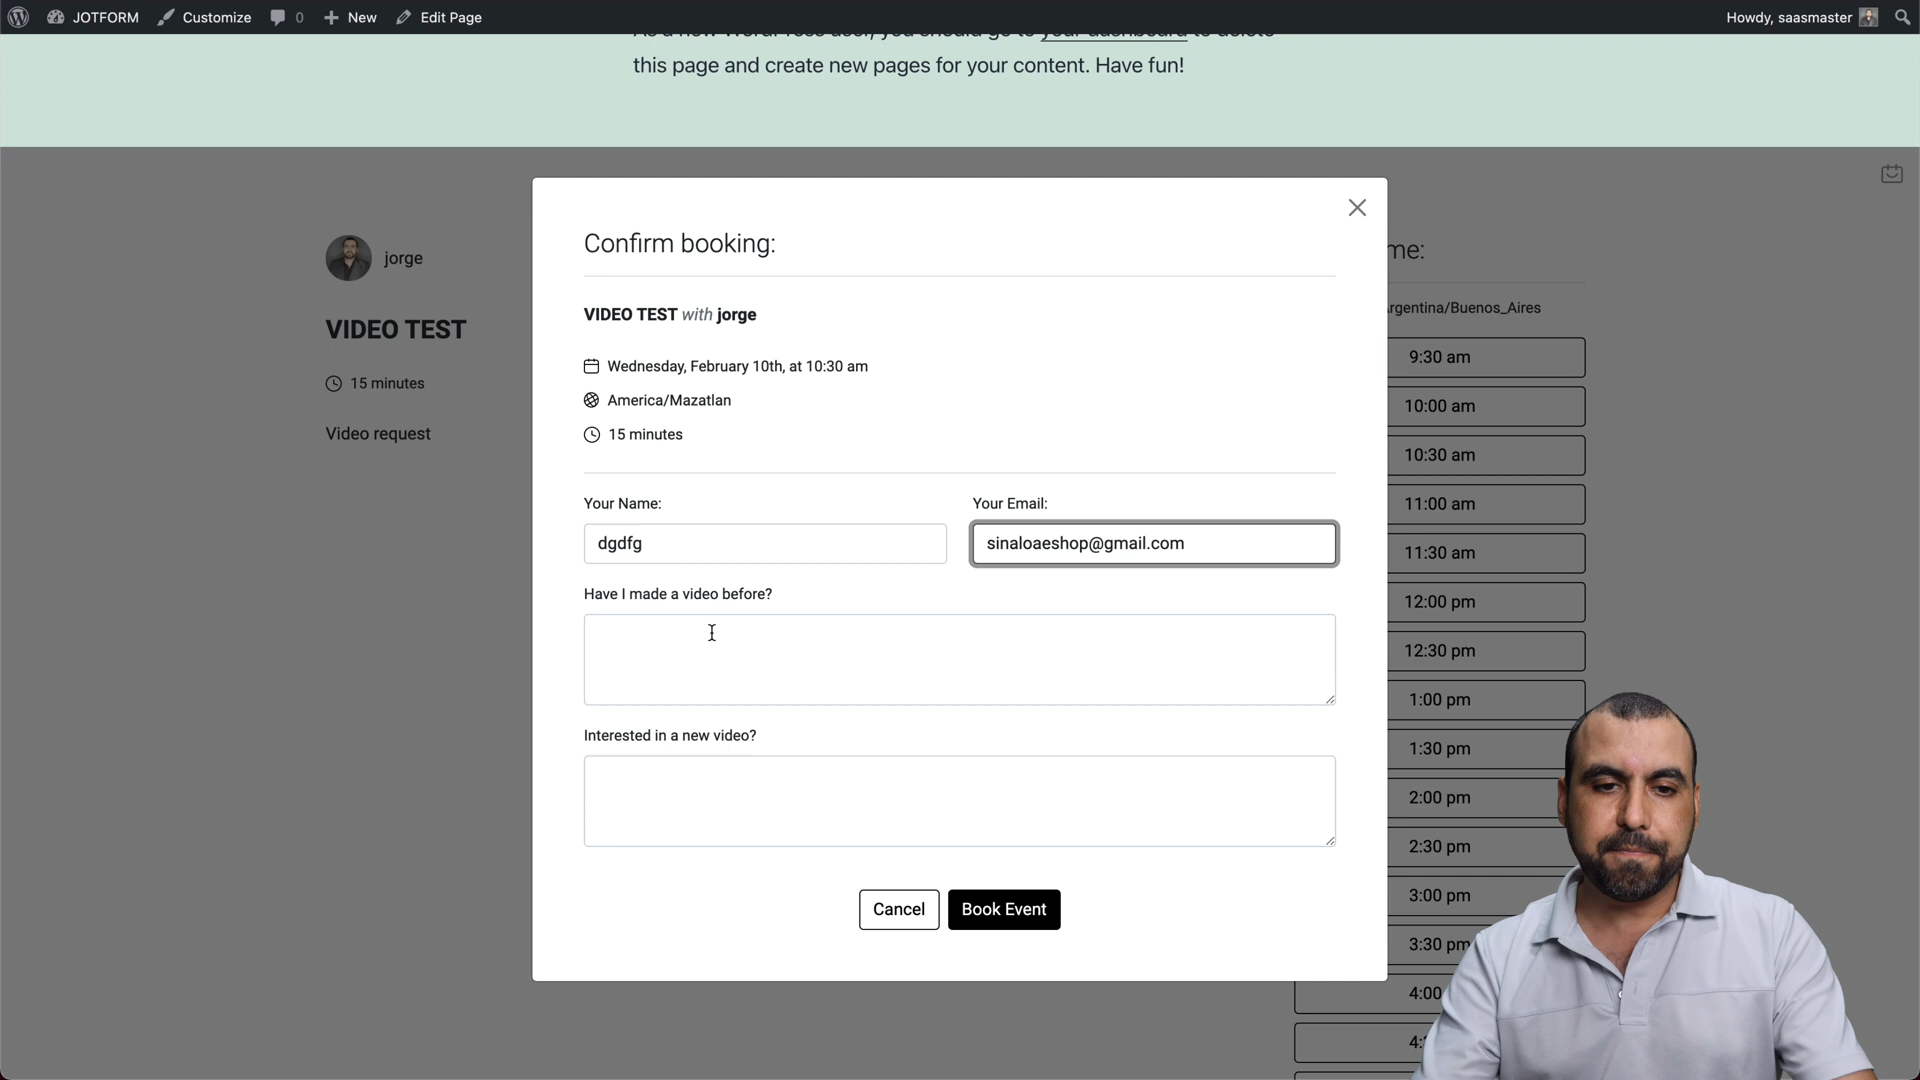 JOTFORM Customize 0 New Edit Page Howdy, saasmaster
As a new WordPress user, you should go to your dashboard to delete
this page and create new pages for your content. Have fun!
jorge
VIDEO TEST
15 minutes
Video request
Confirm booking:
VIDEO TEST with jorge
Wednesday, February 10th, at 10:30 am
America/Mazatlan
15 minutes
Your Name:
Your Email:
dgdfg
sinaloaeshop@gmail.com
Have I made a video before?
Interested in a new video?
Cancel
Book Event
me:
rgentina/Buenos_Aires
9:30 am
10:00 am
10:30 am
11:00 am
11:30 am
12:00 pm
12:30 pm
1:00 pm
1:30 pm
2:00 pm
2:30 pm
3:00 pm
3:30 pm
4:00
4: